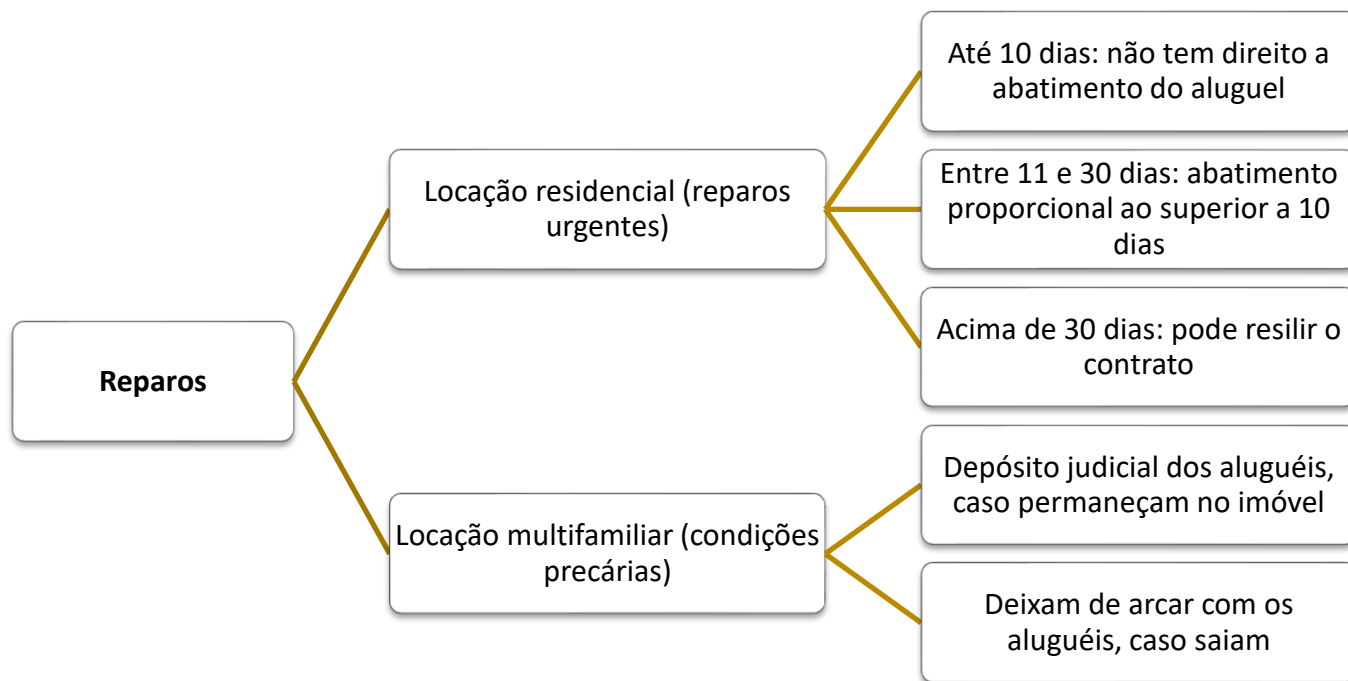 Reparos
Locação residencial (reparos
urgentes)
Até 10 dias: não tem direito a
abatimento do aluguel
Entre 11 e 30 dias: abatimento
proporcional ao superior a 10
dias
Acima de 30 dias: pode resilir o
contrato
Locação multifamiliar (condições
precárias)
Depósito judicial dos aluguéis,
caso permaneçam no imóvel
Deixam de arcar com os
aluguéis, caso saiam